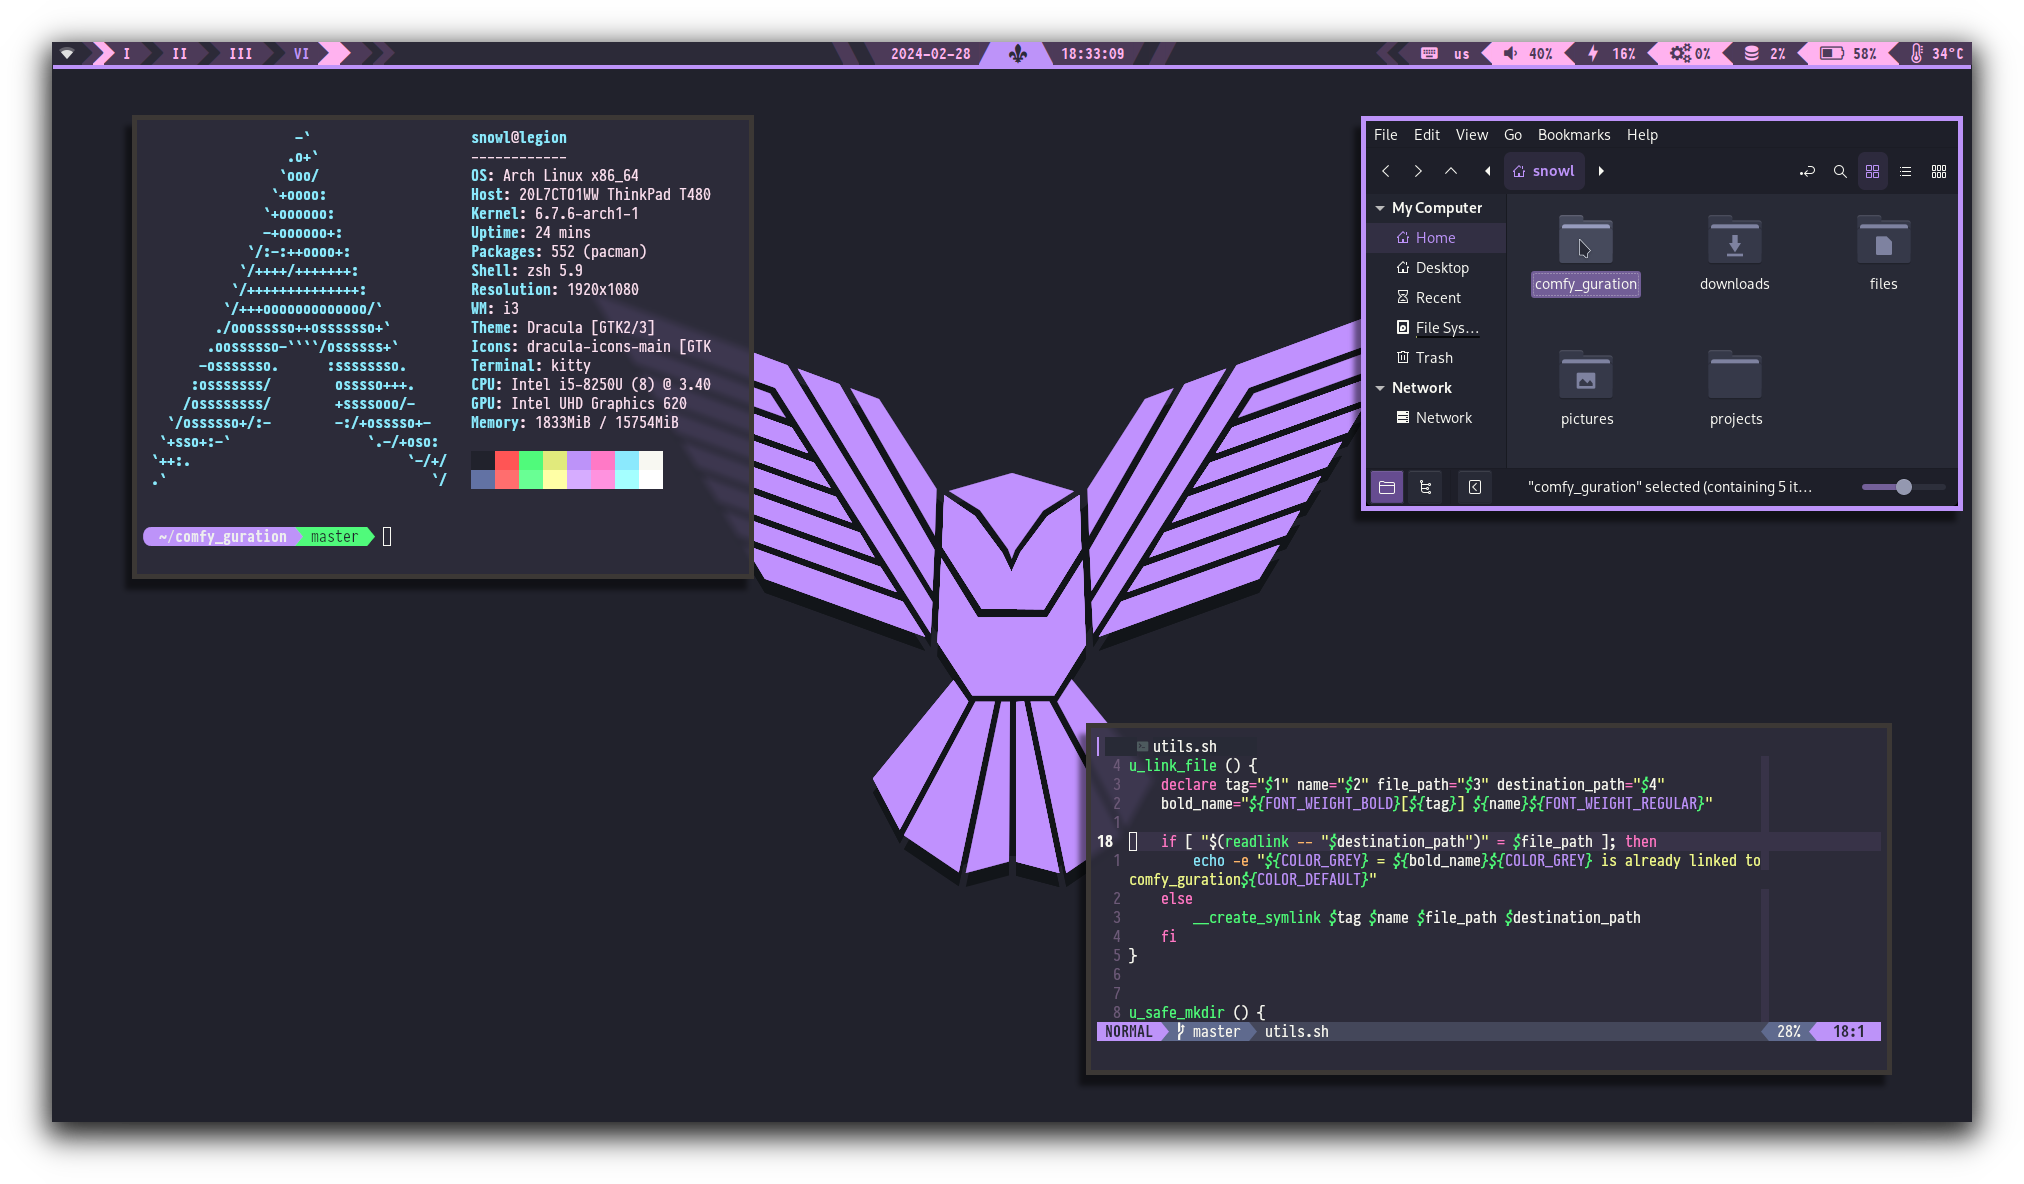 I II III VI
2024-02-28 18:33:09
us 40% 16% 0% 2% 58% 34°C
-`
.o+`
`ooo/
`+oooo:
`+oooooo:
-+oooooo+:
`/:-:++oooo+:
`/++++/+++++++:
`/++++++++++++++:
`/+++ooooooooooooo/`
./ooosssso++osssssso+`
.oossssso-````/ossssss+`
-osssssso. :ssssssso.
:osssssss/ osssso+++.
/ossssssss/ +ssssooo/-
`/ossssso+/:- -:/+osssso+-
`+sso+:-` `.-/+oso:
`++:. `-/+/
.` `/
snowl@legion
------------
OS: Arch Linux x86_64
Host: 20L7CTO1WW ThinkPad T480
Kernel: 6.7.6-arch1-1
Uptime: 24 mins
Packages: 552 (pacman)
Shell: zsh 5.9
Resolution: 1920x1080
WM: i3
Theme: Dracula [GTK2/3]
Icons: dracula-icons-main [GTK
Terminal: kitty
CPU: Intel i5-8250U (8) @ 3.40
GPU: Intel UHD Graphics 620
Memory: 1833MiB / 15754MiB
~/comfy_guration master
File Edit View Go Bookmarks Help
snowl
My Computer
Home
Desktop
Recent
File Sys...
Trash
Network
Network
comfy_guration downloads files
pictures projects
"comfy_guration" selected (containing 5 it...
utils.sh
4 u_link_file () {
3 declare tag="$1" name="$2" file_path="$3" destination_path="$4"
2 bold_name="${FONT_WEIGHT_BOLD}[${tag}] ${name}${FONT_WEIGHT_REGULAR}"
1
18 if [ "$(readlink -- "$destination_path")" = $file_path ]; then
1 echo -e "${COLOR_GREY} = ${bold_name}${COLOR_GREY} is already linked to
comfy_guration${COLOR_DEFAULT}"
2 else
3 __create_symlink $tag $name $file_path $destination_path
4 fi
5 }
6
7
8 u_safe_mkdir () {
NORMAL master utils.sh 28% 18:1